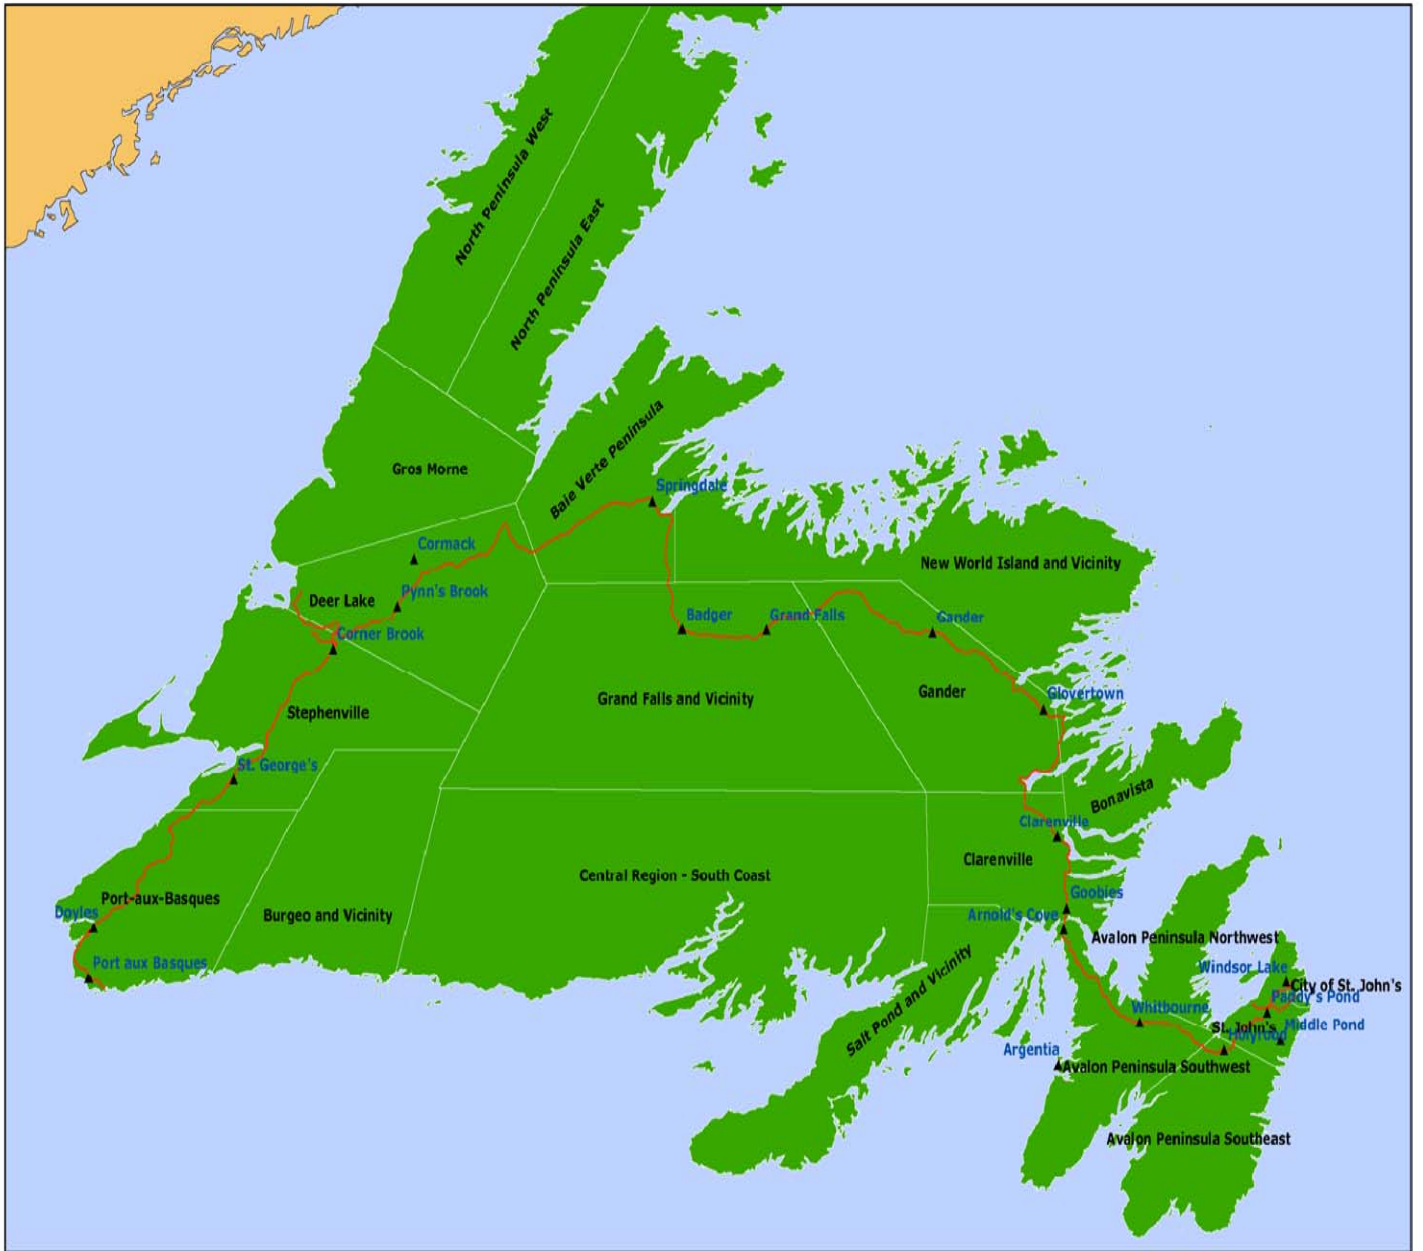 North Peninsula West
North Peninsula East
Baie Verte Peninsula
Gros Morne
Springdale
Cormack
New World Island and Vicinity
Pynn's Brook
Deer Lake
Badger
Grand Falls
Gander
Corner Brook
Gander
Glovertown
Grand Falls and Vicinity
Stephenville
St. George's
Bonavista
Clarenville
Clarenville
Central Region - South Coast
Goobies
Port-aux-Basques
Doyles
Burgeo and Vicinity
Arnold's Cove
Avalon Peninsula Northwest
Port aux Basques
Windsor Lake
City of St. John's
Paddy's Pond
Salt Pond and Vicinity
Whitbourne
St. John's
Middle Pond
Holyrood
Argentia
Avalon Peninsula Southwest
Avalon Peninsula Southeast